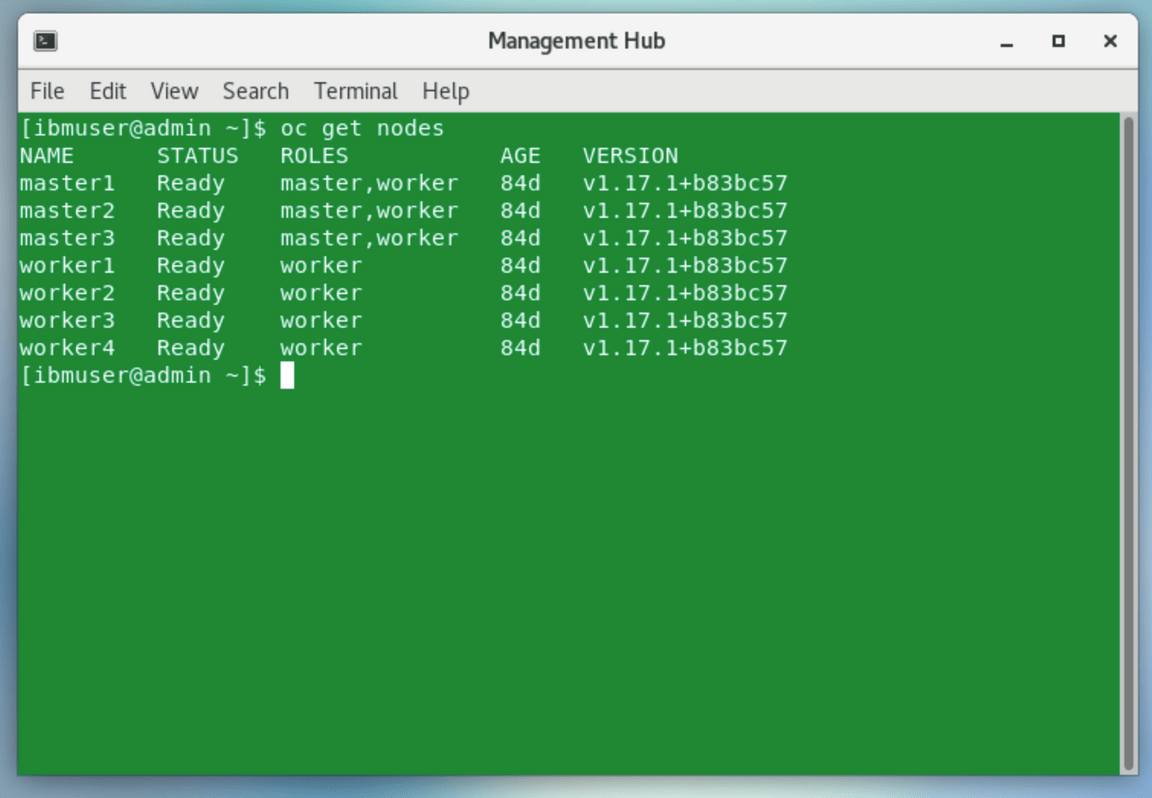 Management Hub
File Edit View Search Terminal Help
[ibmuser@admin ~]$ oc get nodes
NAME STATUS ROLES AGE VERSION
master1 Ready master,worker 84d v1.17.1+b83bc57
master2 Ready master,worker 84d v1.17.1+b83bc57
master3 Ready master,worker 84d v1.17.1+b83bc57
worker1 Ready worker 84d v1.17.1+b83bc57
worker2 Ready worker 84d v1.17.1+b83bc57
worker3 Ready worker 84d v1.17.1+b83bc57
worker4 Ready worker 84d v1.17.1+b83bc57
[ibmuser@admin ~]$